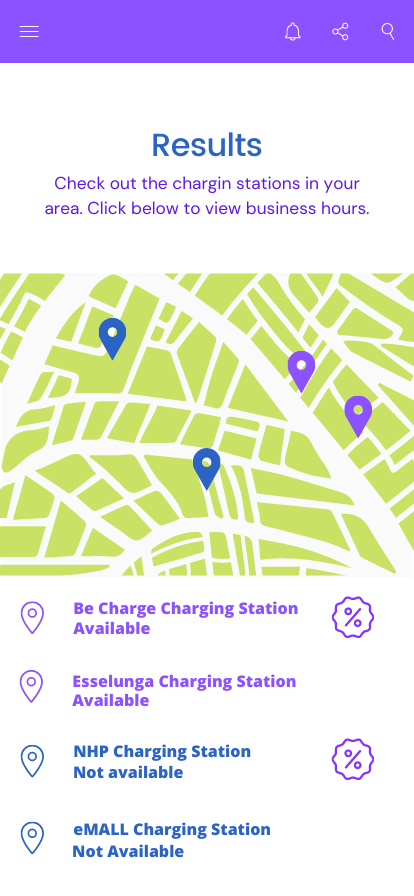 Results
Check out the chargin stations in your
area. Click below to view business hours.
Be Charge Charging Station
Available
Esselunga Charging Station
Available
NHP Charging Station
Not available
eMALL Charging Station
Not Available